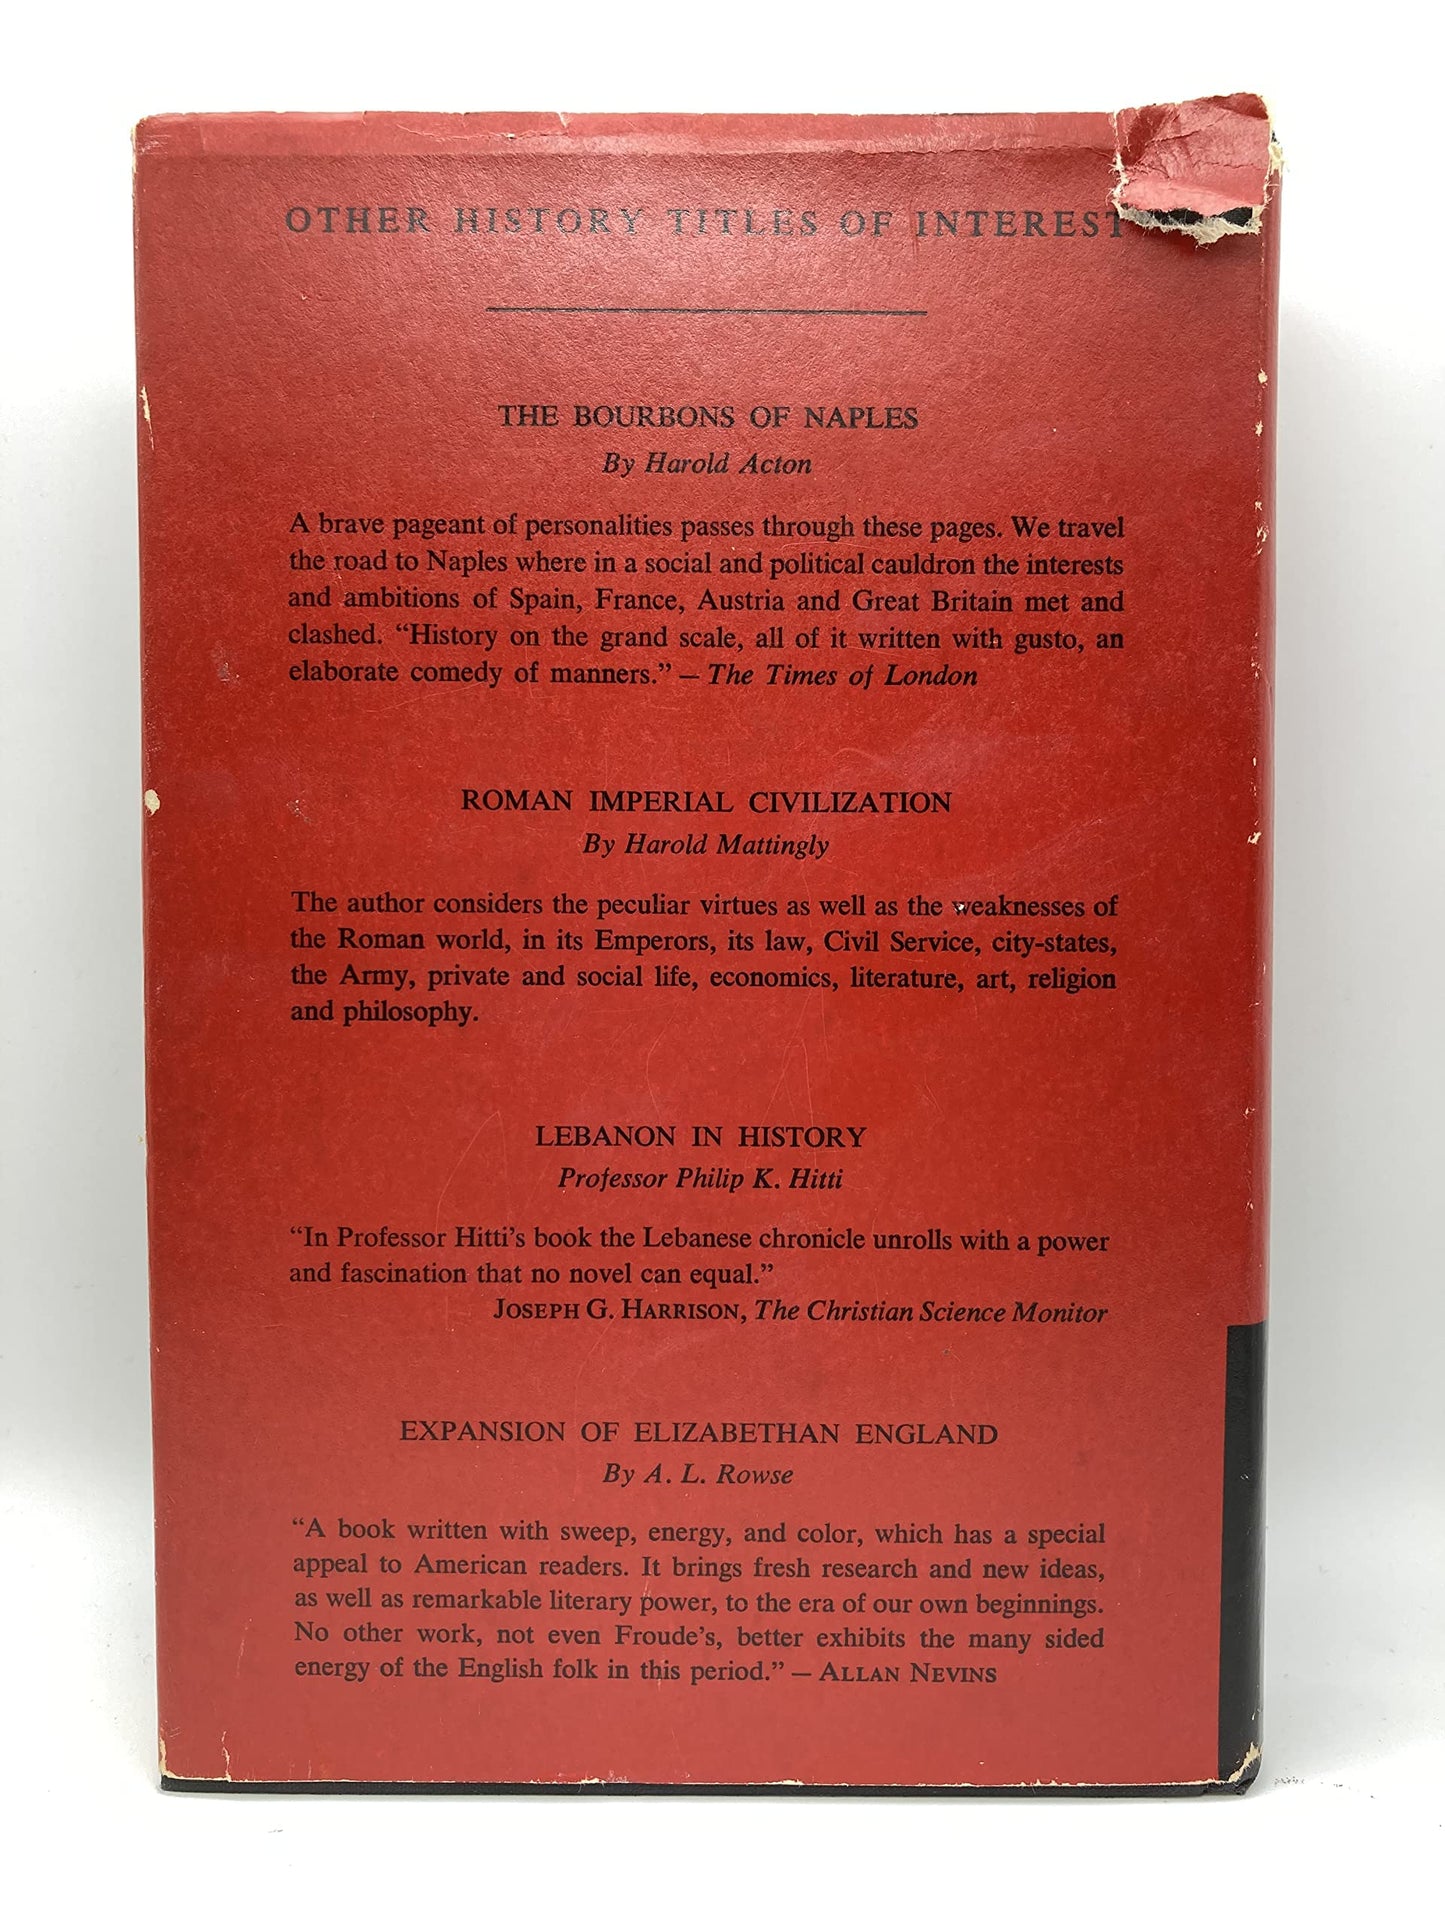 OTHER HISTORY TITLES OF INTEREST
THE BOURBONS OF NAPLES
By Harold Acton
A brave pageant of personalities passes through these pages. We travel
the road to Naples where in a social and political cauldron the interests
and ambitions of Spain, France, Austria and Great Britain met and
clashed. “History on the grand scale, all of it written with gusto, an
elaborate comedy of manners.” — The Times of London
ROMAN IMPERIAL CIVILIZATION
By Harold Mattingly
The author considers the peculiar virtues as well as the weaknesses of
the Roman world, in its Emperors, its law, Civil Service, city-states,
the Army, private and social life, economics, literature, art, religion
and philosophy.
LEBANON IN HISTORY
Professor Philip K. Hitti
“In Professor Hitti’s book the Lebanese chronicle unrolls with a power
and fascination that no novel can equal.”
JOSEPH G. HARRISON, The Christian Science Monitor
EXPANSION OF ELIZABETHAN ENGLAND
By A. L. Rowse
“A book written with sweep, energy, and color, which has a special
appeal to American readers. It brings fresh research and new ideas,
as well as remarkable literary power, to the era of our own beginnings.
No other work, not even Froude’s, better exhibits the many sided
energy of the English folk in this period.” — ALLAN NEVINS